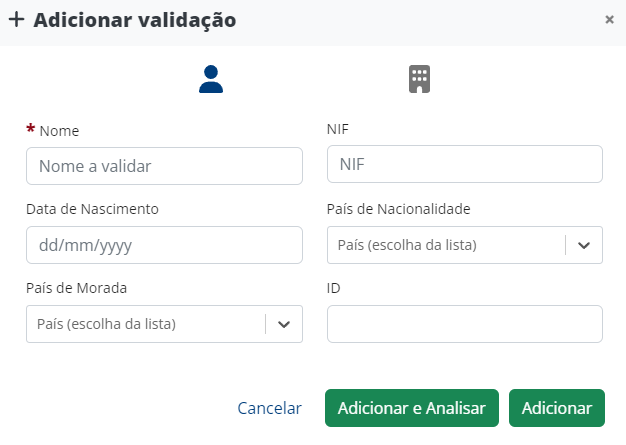 + Adicionar validação ×
* Nome
NIF
Nome a validar
NIF
Data de Nascimento
País de Nacionalidade
dd/mm/yyyy
País (escolha da lista)
País de Morada
ID
País (escolha da lista)
Cancelar
Adicionar e Analisar
Adicionar